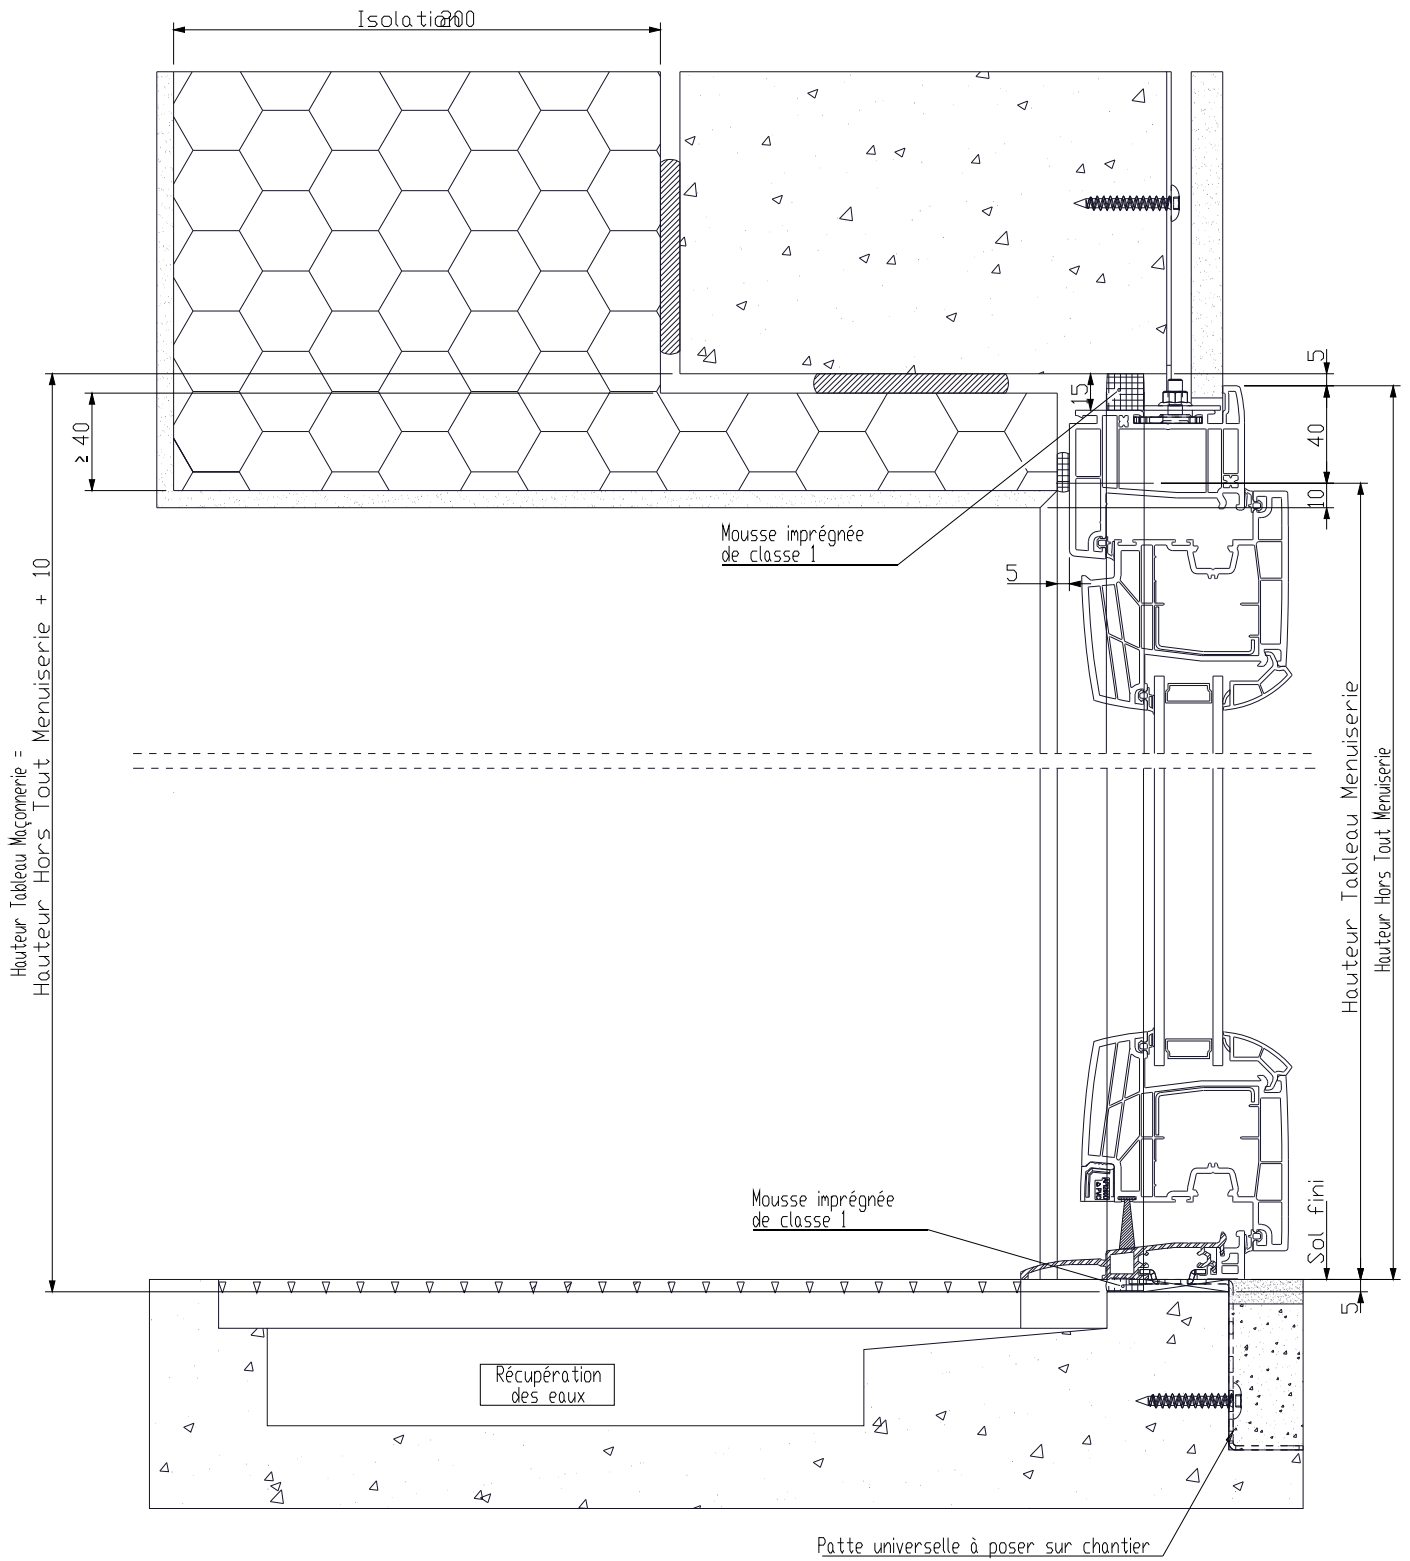 Isolation 200
5
15
40
≥ 40
10
Mousse imprégnée
de classe 1
5
Hauteur Tableau Maçonnerie =
Hauteur Hors Tout Menuiserie + 10
Hauteur Tableau Menuiserie
Hauteur Hors Tout Menuiserie
Mousse imprégnée
de classe 1
Sol fini
5
Récupération
des eaux
Patte universelle à poser sur chantier